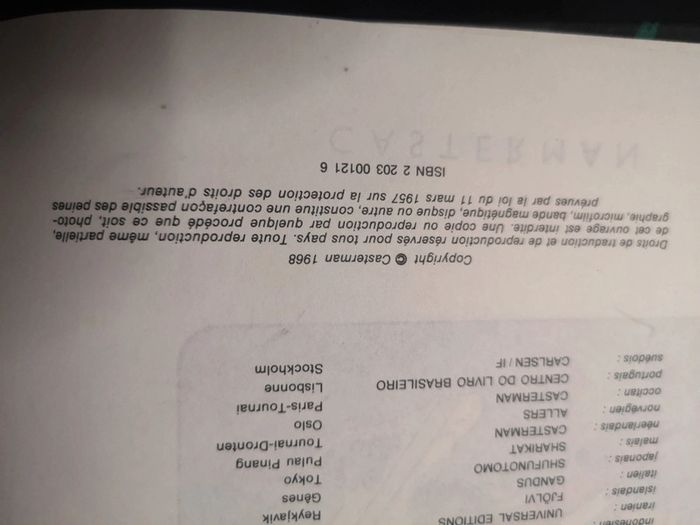 indonésien :
iranien : UNIVERSAL EDITIONS
islandais : FJÖLVI Reykjavik
italien : GANDUS Gênes
japonais : SHUFUNOTOMO Tokyo
malais : SHARIKAT Pulau Pinang
néerlandais : CASTERMAN Tournai-Dronten
norvégien : ALLERS Oslo
occitan : CASTERMAN Paris-Tournai
portugais : CENTRO DO LIVRO BRASILEIRO Lisbonne
suédois : CARLSEN / IF Stockholm
Copyright © Casterman 1968
Droits de traduction et de reproduction réservés pour tous pays. Toute reproduction, même partielle,
de cet ouvrage est interdite. Une copie ou reproduction par quelque procédé que ce soit, photo-
graphie, microfilm, bande magnétique, disque ou autre, constitue une contrefaçon passible des peines
prévues par la loi du 11 mars 1957 sur la protection des droits d'auteur.
ISBN 2 203 00121 6
CASTERMAN